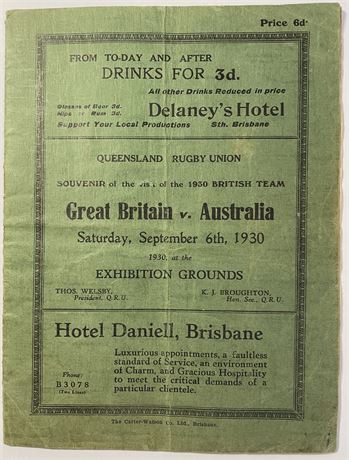 Price 6d.
FROM TO-DAY AND AFTER
DRINKS FOR 3d.
All other Drinks Reduced in price
Glasses of Beer 3d.
Nips of Rum 3d.
Delaney's Hotel
Support Your Local Productions Sth. Brisbane
QUEENSLAND RUGBY UNION
SOUVENIR of the visit of the 1930 BRITISH TEAM
Great Britain v. Australia
Saturday, September 6th, 1930
1930, at the
EXHIBITION GROUNDS
THOS. WELSBY,
President, Q.R.U.
K. J. BROUGHTON,
Hon. Sec., Q.R.U.
Hotel Daniell, Brisbane
Phone:
B3078
(Two Lines)
Luxurious appointments, a faultless
standard of Service, an environment
of Charm, and Gracious Hospitality
to meet the critical demands of a
particular clientele.
The Carter-Watson Co. Ltd., Brisbane.